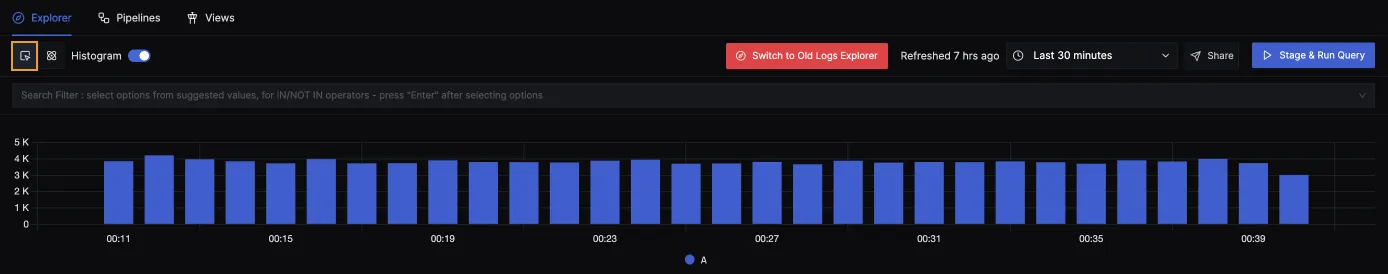 Explorer Pipelines Views
Histogram Switch to Old Logs Explorer Refreshed 7 hrs ago Last 30 minutes Share Stage & Run Query
Search Filter : select options from suggested values, for IN/NOT IN operators - press "Enter" after selecting options
5 K
4 K
3 K
2 K
1 K
0
00:11 00:15 00:19 00:23 00:27 00:31 00:35 00:39
A